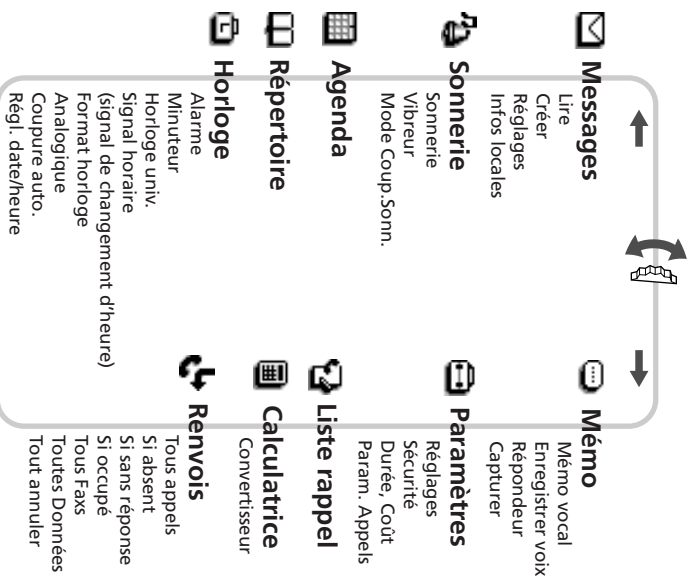 Messages
Lire
Créer
Réglages
Infos locales
Sonnerie
Sonnerie
Vibreur
Mode Coup.Sonn.
Agenda
Répertoire
Horloge
Alarme
Minuteur
Horloge univ.
Signal horaire
(signal de changement d'heure)
Format horloge
Analogique
Coupure auto.
Régl. date/heure
Mémo
Mémo vocal
Enregistrer voix
Répondeur
Capturer
Paramètres
Réglages
Sécurité
Durée, Coût
Param. Appels
Liste rappel
Calculatrice
Convertisseur
Renvois
Tous appels
Si absent
Si sans réponse
Si occupé
Tous Faxs
Toutes Données
Tout annuler